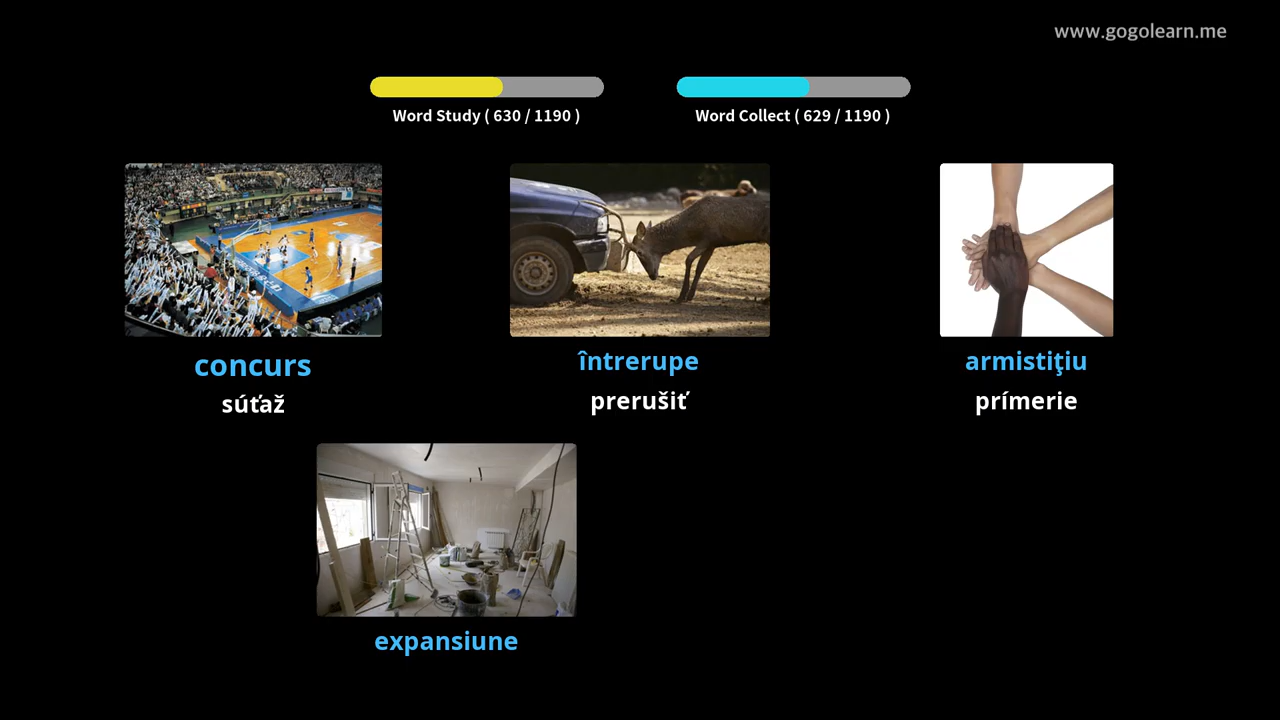 www.gogolearn.me
Word Study ( 630 / 1190 )
Word Collect ( 629 / 1190 )
concurs
súťaž
întrerupe
prerušiť
armistiţiu
prímerie
expansiune